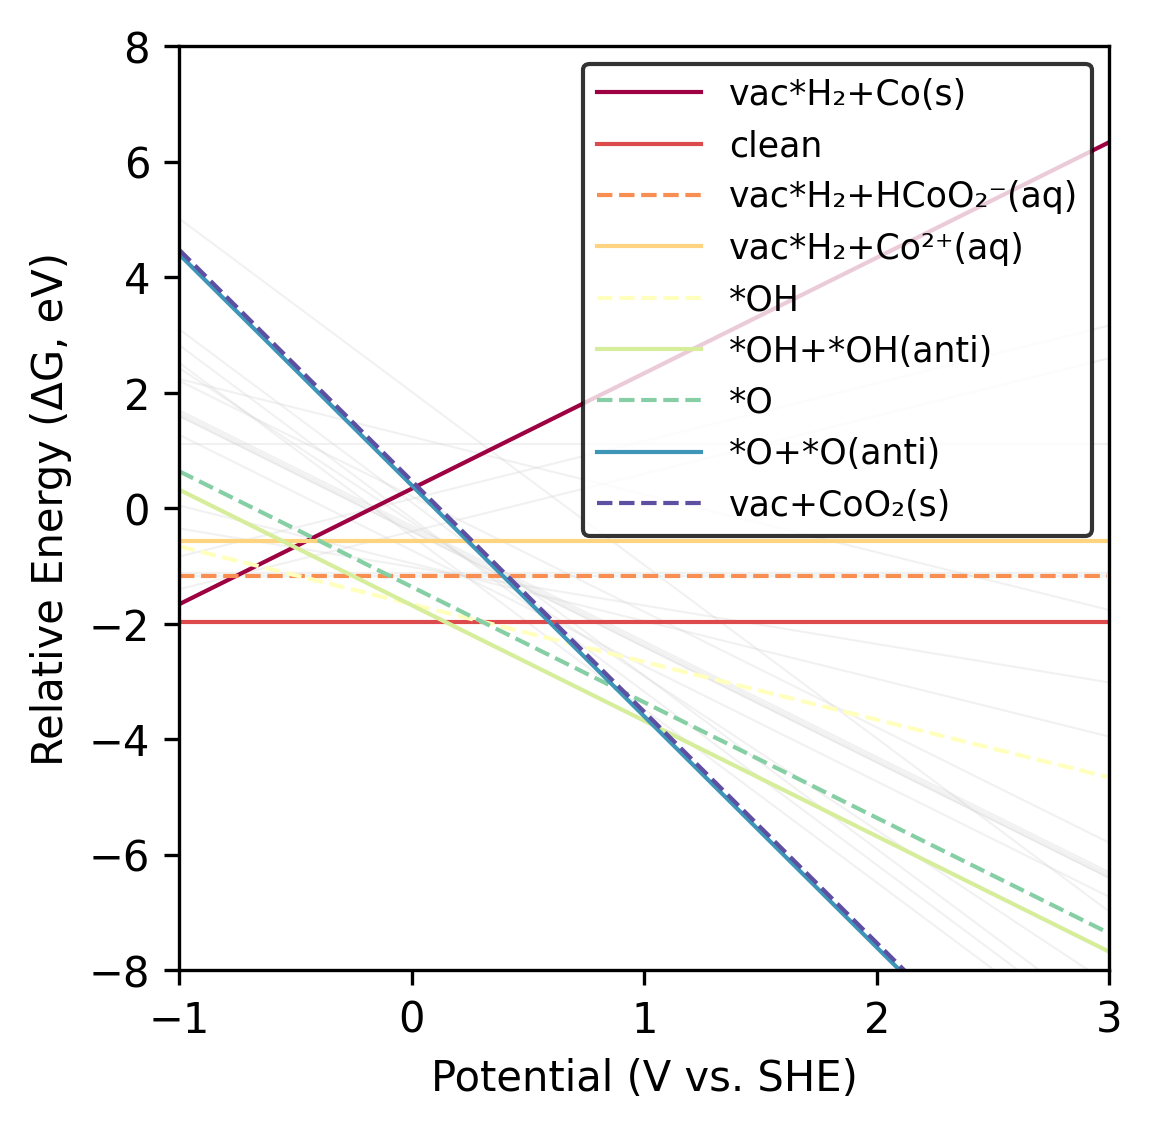 8
6
4
2
0
−2
−4
−6
−8
Relative Energy (ΔG, eV)
vac*H₂+Co(s)
clean
vac*H₂+HCoO₂⁻(aq)
vac*H₂+Co²⁺(aq)
*OH
*OH+*OH(anti)
*O
*O+*O(anti)
vac+CoO₂(s)
−1 0 1 2 3
Potential (V vs. SHE)